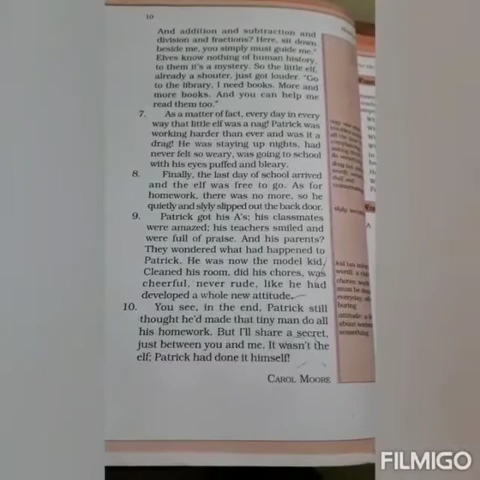 10
And addition and subtraction and
division and fractions? Here, sit down
beside me, you simply must guide me."
Elves know nothing of human history,
to them it's a mystery. So the little elf,
already a shouter, just got louder. "Go
to the library, I need books. More and
more books. And you can help me
read them too."
7. As a matter of fact, every day in every
way that little elf was a nag! Patrick was
working harder than ever and was it a
drag! He was staying up nights, had
never felt so weary, was going to school
with his eyes puffed and bleary.
8. Finally, the last day of school arrived
and the elf was free to go. As for
homework, there was no more, so he
quietly and slyly slipped out the back door.
9. Patrick got his A's; his classmates
were amazed; his teachers smiled and
were full of praise. And his parents?
They wondered what had happened to
Patrick. He was now the model kid.
Cleaned his room, did his chores, was
cheerful, never rude, like he had
developed a whole new attitude.
10. You see, in the end, Patrick still
thought he'd made that tiny man do all
his homework. But I'll share a secret,
just between you and me. It wasn't the
elf; Patrick had done it himself!
CAROL MOORE
FILMIGO